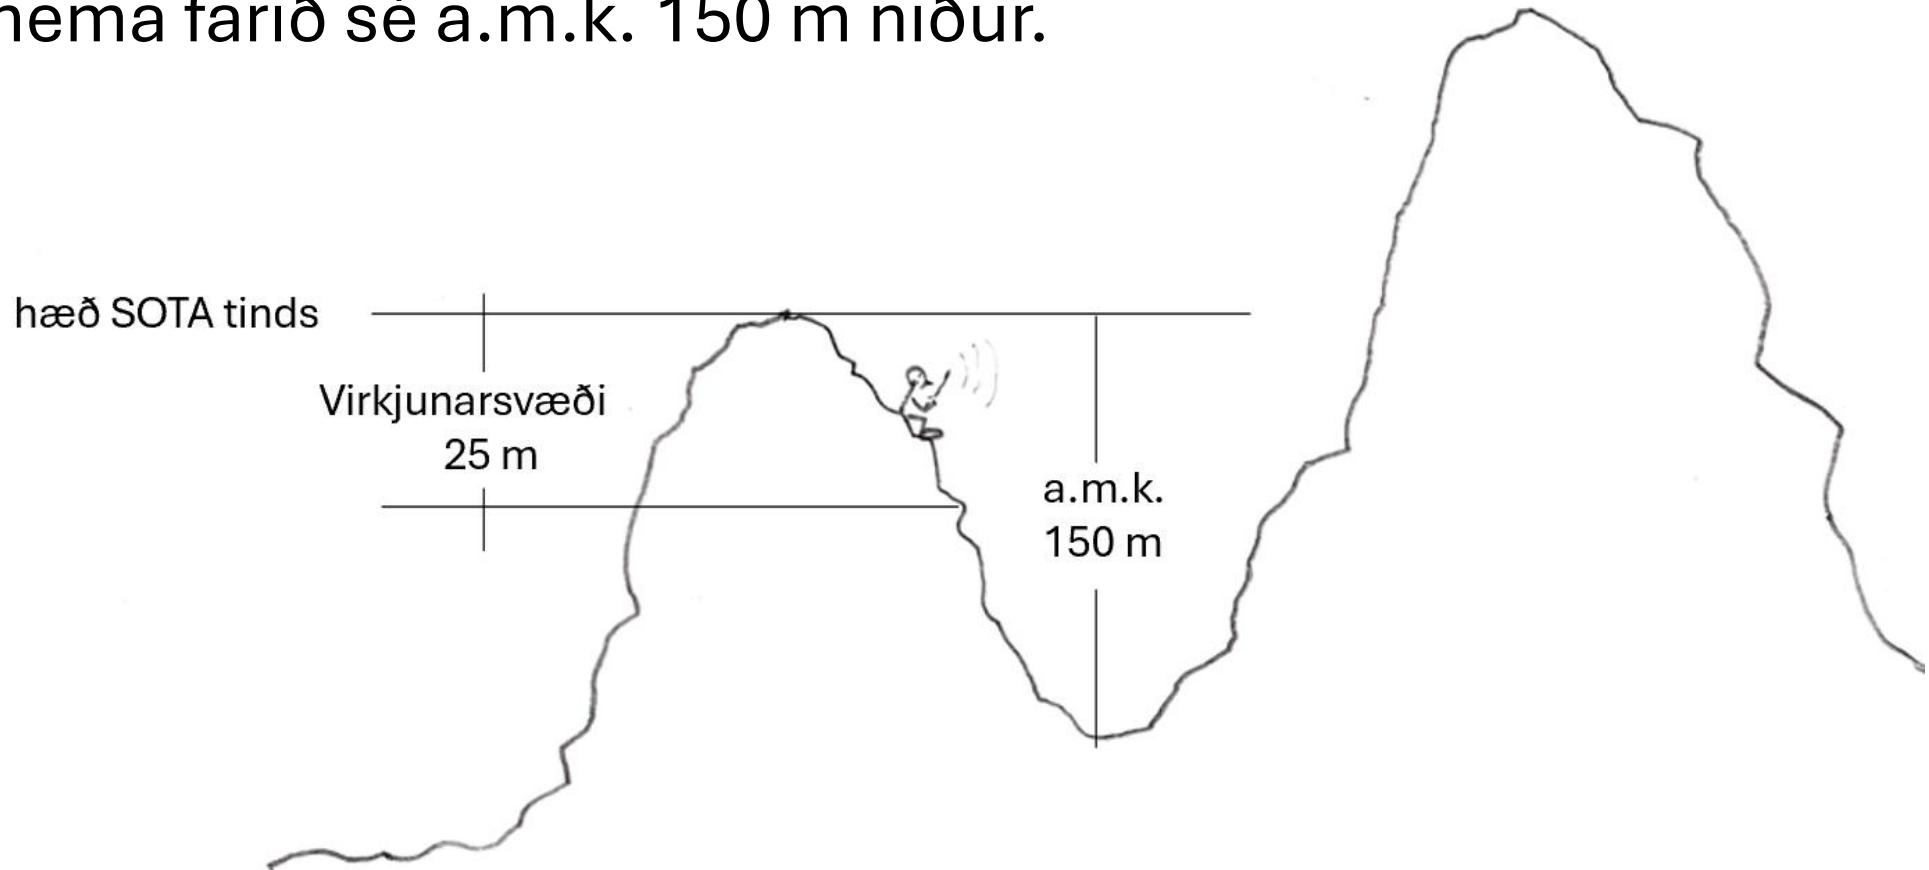 nema farið sé a.m.k. 150 m niður.
hæð SOTA tinds
Virkjunarsvæði
25 m
a.m.k.
150 m